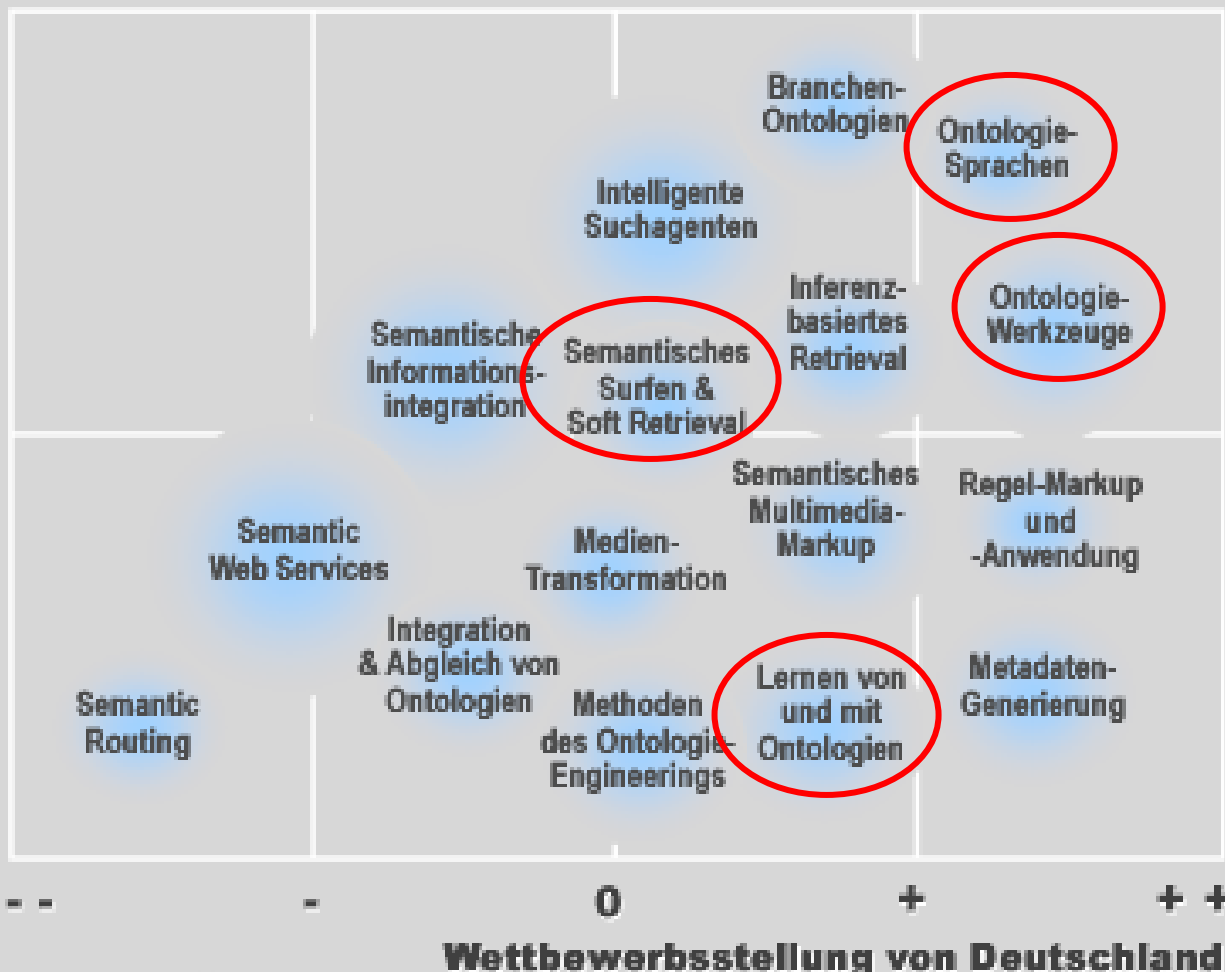 Branchen-
Ontologien
Ontologie-
Sprachen
Intelligente
Suchagenten
Inferenz-
basiertes
Retrieval
Ontologie-
Werkzeuge
Semantische
Informations-
integration
Semantisches
Surfen &
Soft Retrieval
Semantisches
Multimedia-
Markup
Regel-Markup
und
-Anwendung
Semantic
Web Services
Medien-
Transformation
Integration
& Abgleich von
Ontologien
Lernen von
und mit
Ontologien
Metadaten-
Generierung
Semantic
Routing
Methoden
des Ontologie-
Engineerings
- - - 0 + + +
Wettbewerbsstellung von Deutschland